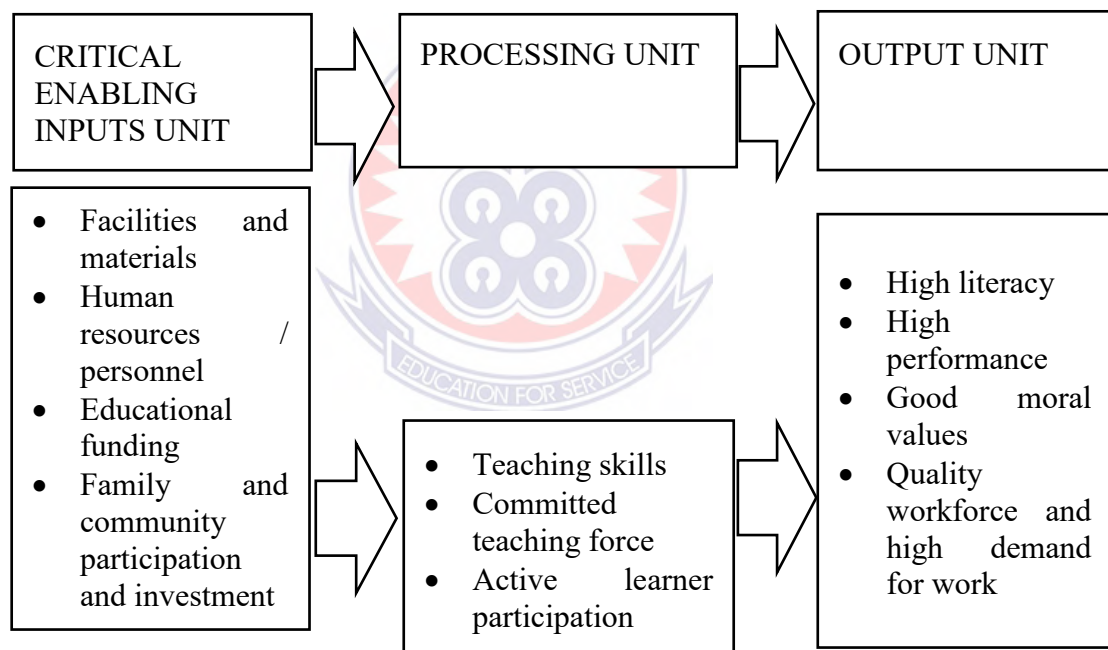 CRITICAL
ENABLING
INPUTS UNIT
PROCESSING UNIT
OUTPUT UNIT
• Facilities and
materials
• Human
resources /
personnel
• Educational
funding
• Family and
community
participation
and investment
EDUCATION FOR SERVICE
• Teaching skills
• Committed
teaching force
• Active learner
participation
• High literacy
• High
performance
• Good moral
values
• Quality
workforce and
high demand
for work